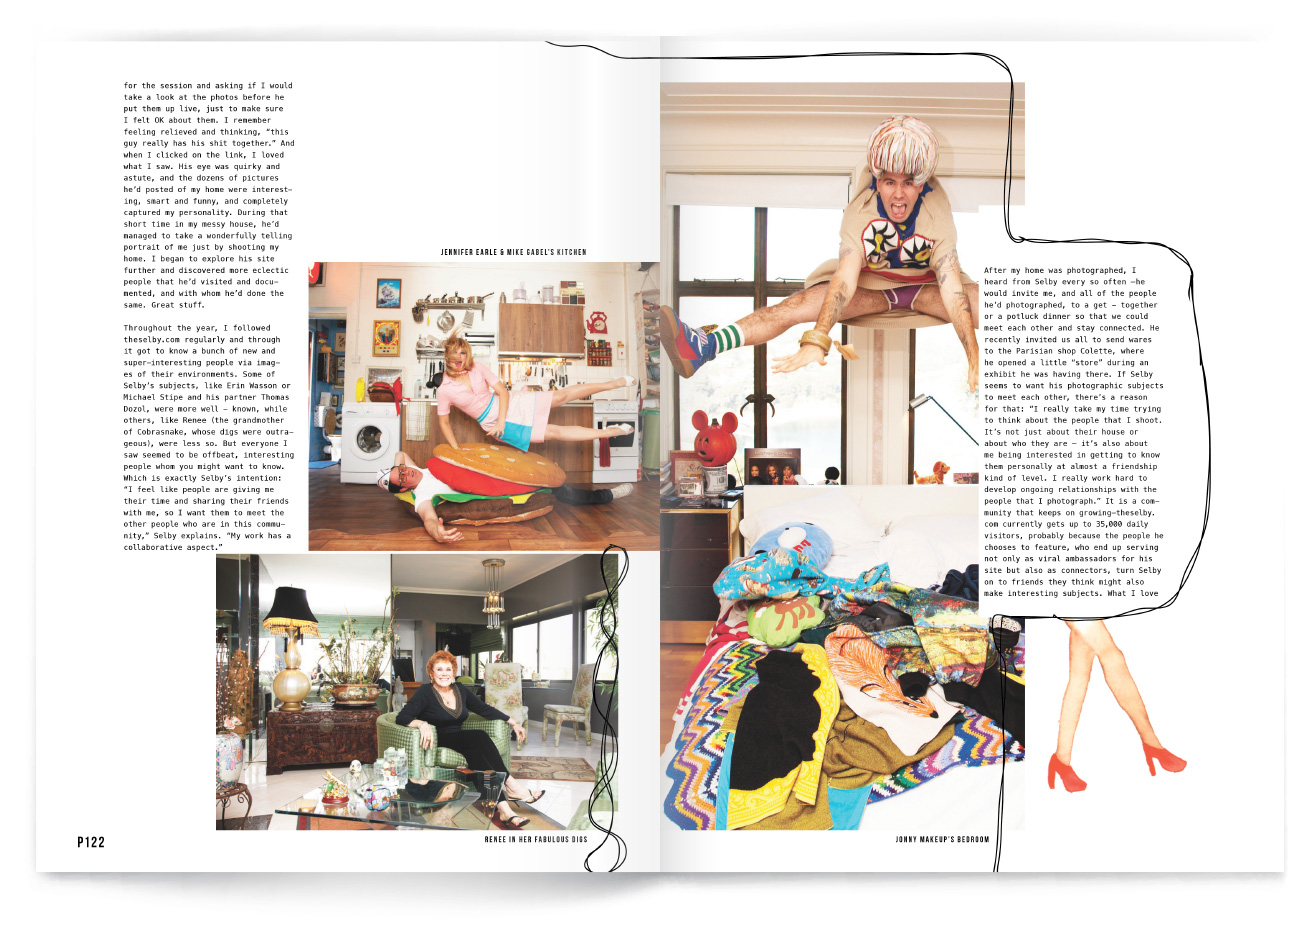 for the session and asking if I would
take a look at the photos before he
put them up live, just to make sure
I felt OK about them. I remember
feeling relieved and thinking, “this
guy really has his shit together.” And
when I clicked on the link, I loved
what I saw. His eye was quirky and
astute, and the dozens of pictures
he’d posted of my home were interest–
ing, smart and funny, and completely
captured my personality. During that
short time in my messy house, he’d
managed to take a wonderfully telling
portrait of me just by shooting my
home. I began to explore his site
further and discovered more eclectic
people that he’d visited and docu–
mented, and with whom he’d done the
same. Great stuff.
Throughout the year, I followed
theselby.com regularly and through
it got to know a bunch of new and
super–interesting people via imag–
es of their environments. Some of
Selby’s subjects, like Erin Wasson or
Michael Stipe and his partner Thomas
Dozol, were more well – known, while
others, like Renee (the grandmother
of Cobrasnake, whose digs were outra–
geous), were less so. But everyone I
saw seemed to be offbeat, interesting
people whom you might want to know.
Which is exactly Selby’s intention:
“I feel like people are giving me
their time and sharing their friends
with me, so I want them to meet the
other people who are in this commu–
nity,” Selby explains. “My work has a
collaborative aspect.”
JENNIFER EARLE & MIKE GABEL'S KITCHEN
RENEE IN HER FABULOUS DIGS
P122
After my home was photographed, I
heard from Selby every so often –he
would invite me, and all of the people
he’d photographed, to a get – together
or a potluck dinner so that we could
meet each other and stay connected. He
recently invited us all to send wares
to the Parisian shop Colette, where
he opened a little “store” during an
exhibit he was having there. If Selby
seems to want his photographic subjects
to meet each other, there’s a reason
for that: “I really take my time trying
to think about the people that I shoot.
It’s not just about their house or
about who they are – it’s also about
me being interested in getting to know
them personally at almost a friendship
kind of level. I really work hard to
develop ongoing relationships with the
people that I photograph.” It is a com–
munity that keeps on growing–theselby.
com currently gets up to 35,000 daily
visitors, probably because the people he
chooses to feature, who end up serving
not only as viral ambassadors for his
site but also as connectors, turn Selby
on to friends they think might also
make interesting subjects. What I love
JONNY MAKEUP'S BEDROOM